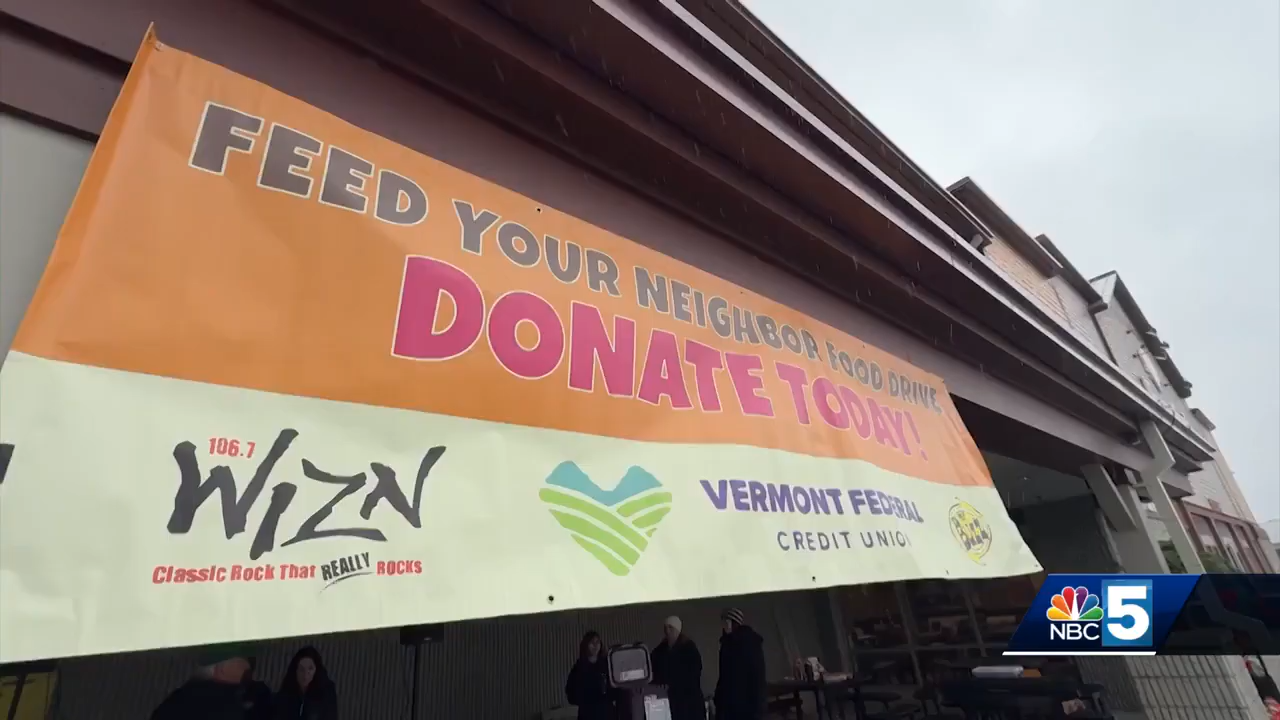 FEED YOUR NEIGHBOR FOOD DRIVE
DONATE TODAY!
106.7
WIZN
Classic Rock That REALLY ROCKS
VERMONT FEDERAL
CREDIT UNION
NBC 5